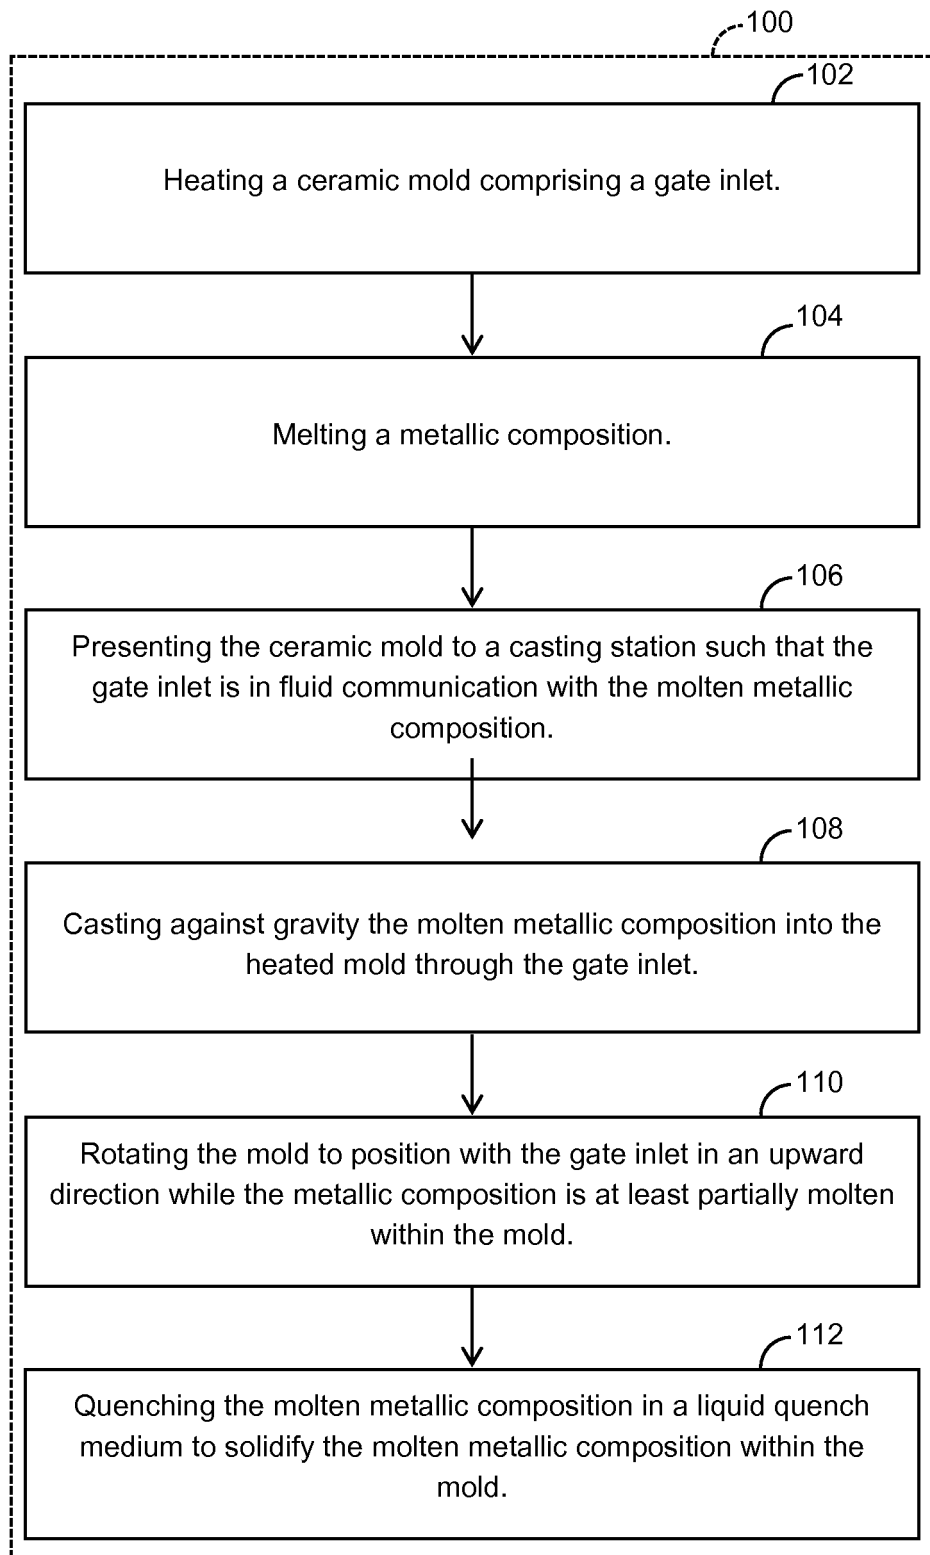 100
102
Heating a ceramic mold comprising a gate inlet.
104
Melting a metallic composition.
106
Presenting the ceramic mold to a casting station such that the
gate inlet is in fluid communication with the molten metallic
composition.
108
Casting against gravity the molten metallic composition into the
heated mold through the gate inlet.
110
Rotating the mold to position with the gate inlet in an upward
direction while the metallic composition is at least partially molten
within the mold.
112
Quenching the molten metallic composition in a liquid quench
medium to solidify the molten metallic composition within the
mold.